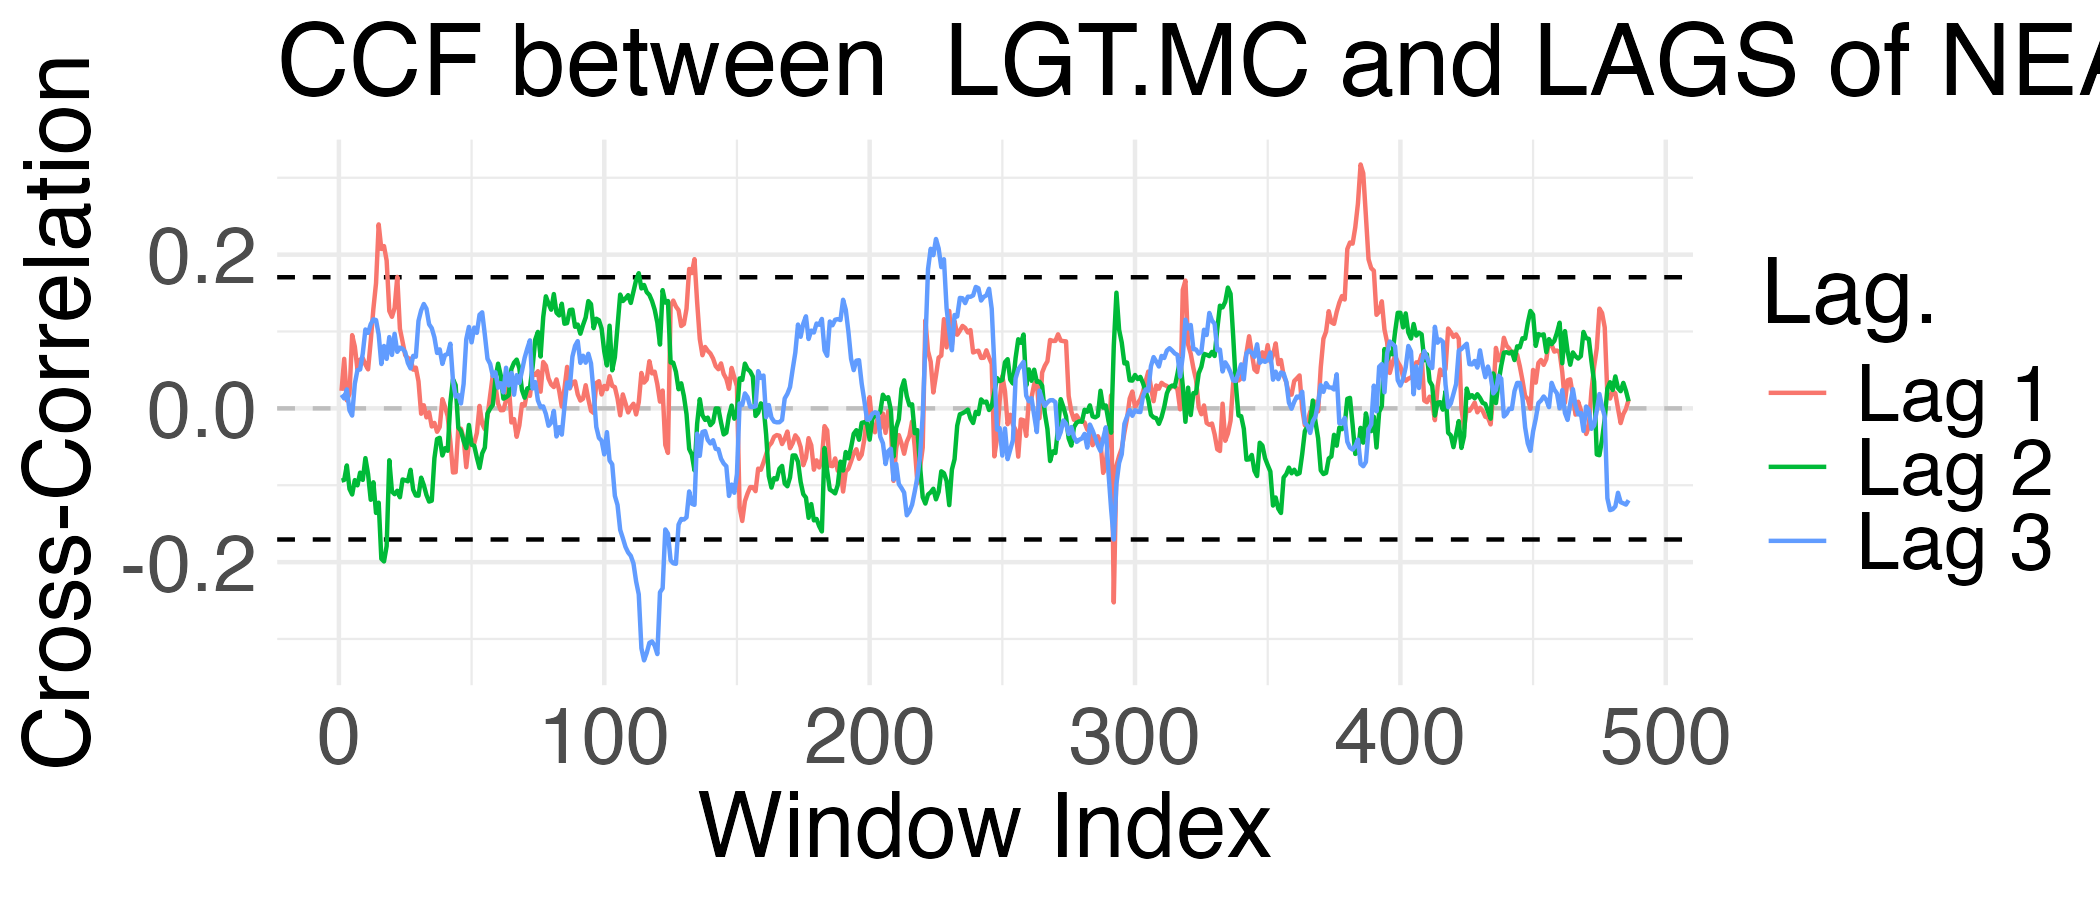 CCF between  LGT.MC and LAGS of NEA
Cross-Correlation
0.2
0.0
-0.2
0 100 200 300 400 500
Window Index
Lag.
Lag 1
Lag 2
Lag 3